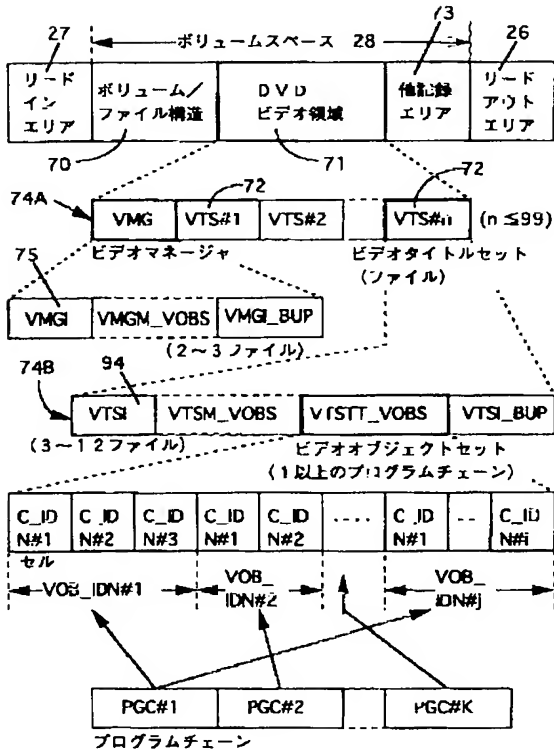 27
ボリュームスペース 28
73
26
リード
イン
エリア
ボリューム／
ファイル構造
DVD
ビデオ領域
他記録
エリア
リード
アウト
エリア
70
71
74A
72
72
VMG
VTS#1
VTS#2
VTS#n
(n≦99)
ビデオマネージャ
ビデオタイトルセット
(ファイル)
75
VMGI
VMGM_VOBS
VMGI_BUP
(2～3ファイル)
74B
94
VTSI
VTSM_VOBS
VTSTT_VOBS
VTSI_BUP
(3～12ファイル)
ビデオオブジェクトセット
(1以上のプログラムチェーン)
C_ID
N#1
C_ID
N#2
C_ID
N#3
C_ID
N#1
C_ID
N#2
C_ID
N#1
C_ID
N#i
セル
VOB_IDN#1
VOB_
IDN#2
VOB_
IDN#j
PGC#1
PGC#2
PGC#K
プログラムチェーン